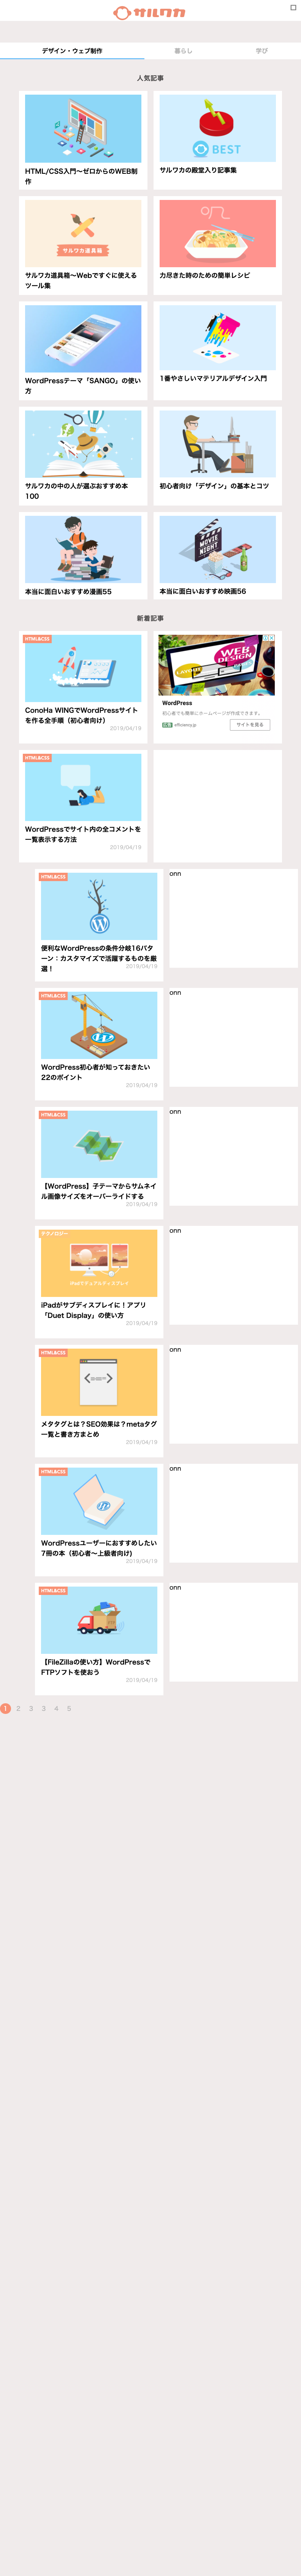 サルワカ
デザイン・ウェブ制作
暮らし
学び
人気記事
HTML/CSS入門〜ゼロからのWEB制
作
BEST
サルワカの殿堂入り記事集
サルワカ道具箱
サルワカ道具箱〜Webですぐに使える
ツール集
力尽きた時のための簡単レシピ
WordPressテーマ「SANGO」の使い
方
1番やさしいマテリアルデザイン入門
サルワカの中の人が選ぶおすすめ本
100
初心者向け「デザイン」の基本とコツ
本当に面白いおすすめ漫画55
MOVIE
NIGHT
本当に面白いおすすめ映画56
新着記事
HTML&CSS
ConoHa WINGでWordPressサイト
を作る全手順（初心者向け）
2019/04/19
WEB
DESIGN
WordPress
初心者でも簡単にホームページが作成できます。
広告 efficiency.jp
サイトを見る
HTML&CSS
WordPressでサイト内の全コメントを
一覧表示する方法
2019/04/19
HTML&CSS
便利なWordPressの条件分岐16パタ
ーン：カスタマイズで活躍するものを厳
選！
2019/04/19
onn
HTML&CSS
WordPress初心者が知っておきたい
22のポイント
2019/04/19
onn
HTML&CSS
【WordPress】子テーマからサムネイ
ル画像サイズをオーバーライドする
2019/04/19
onn
テクノロジー
iPadでデュアルディスプレイ
iPadがサブディスプレイに！アプリ
「Duet Display」の使い方
2019/04/19
onn
HTML&CSS
メタタグとは？SEO効果は？metaタグ
一覧と書き方まとめ
2019/04/19
onn
HTML&CSS
WordPressユーザーにおすすめしたい
7冊の本（初心者〜上級者向け)
2019/04/19
onn
HTML&CSS
【FileZillaの使い方】WordPressで
FTPソフトを使おう
2019/04/19
onn
1 2 3 3 4 5